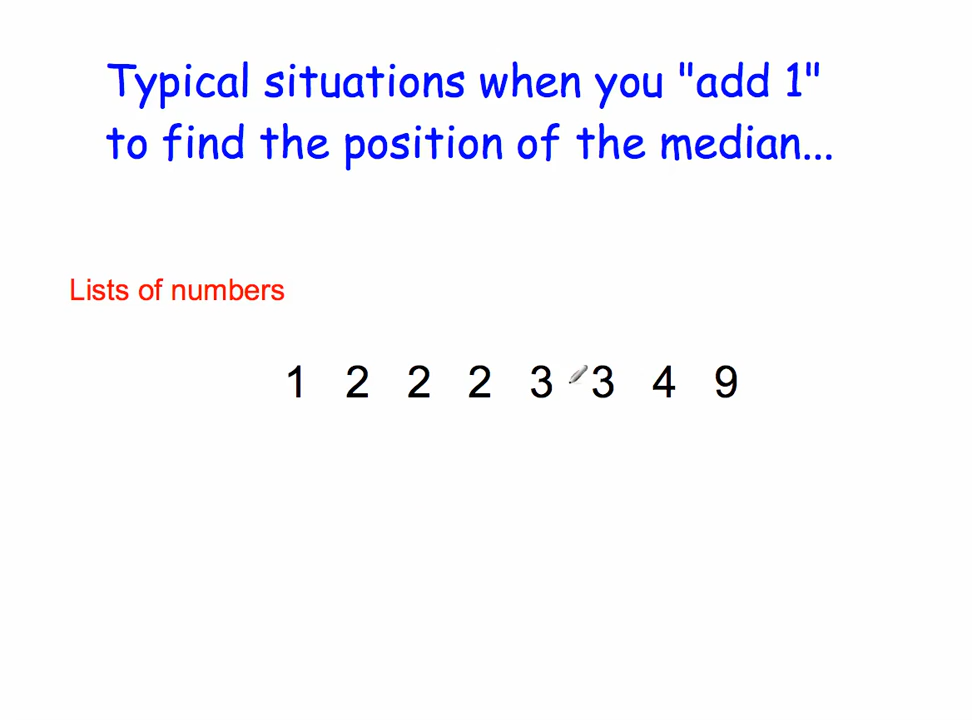 Typical situations when you "add 1"
to find the position of the median...
Lists of numbers
1 2 2 2 3 3 4 9